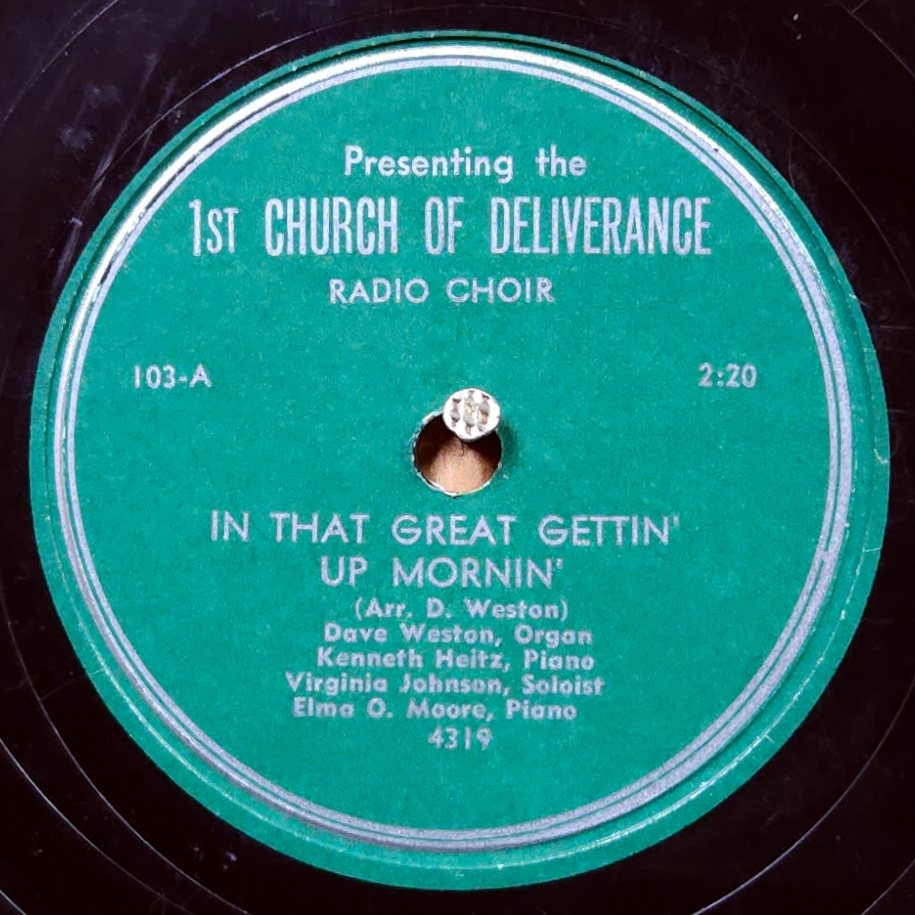 Presenting the
1ST CHURCH OF DELIVERANCE
RADIO CHOIR
103-A
2:20
IN THAT GREAT GETTIN'
UP MORNIN'
(Arr. D. Weston)
Dave Weston, Organ
Kenneth Heitz, Piano
Virginia Johnson, Soloist
Elma O. Moore, Piano
4319